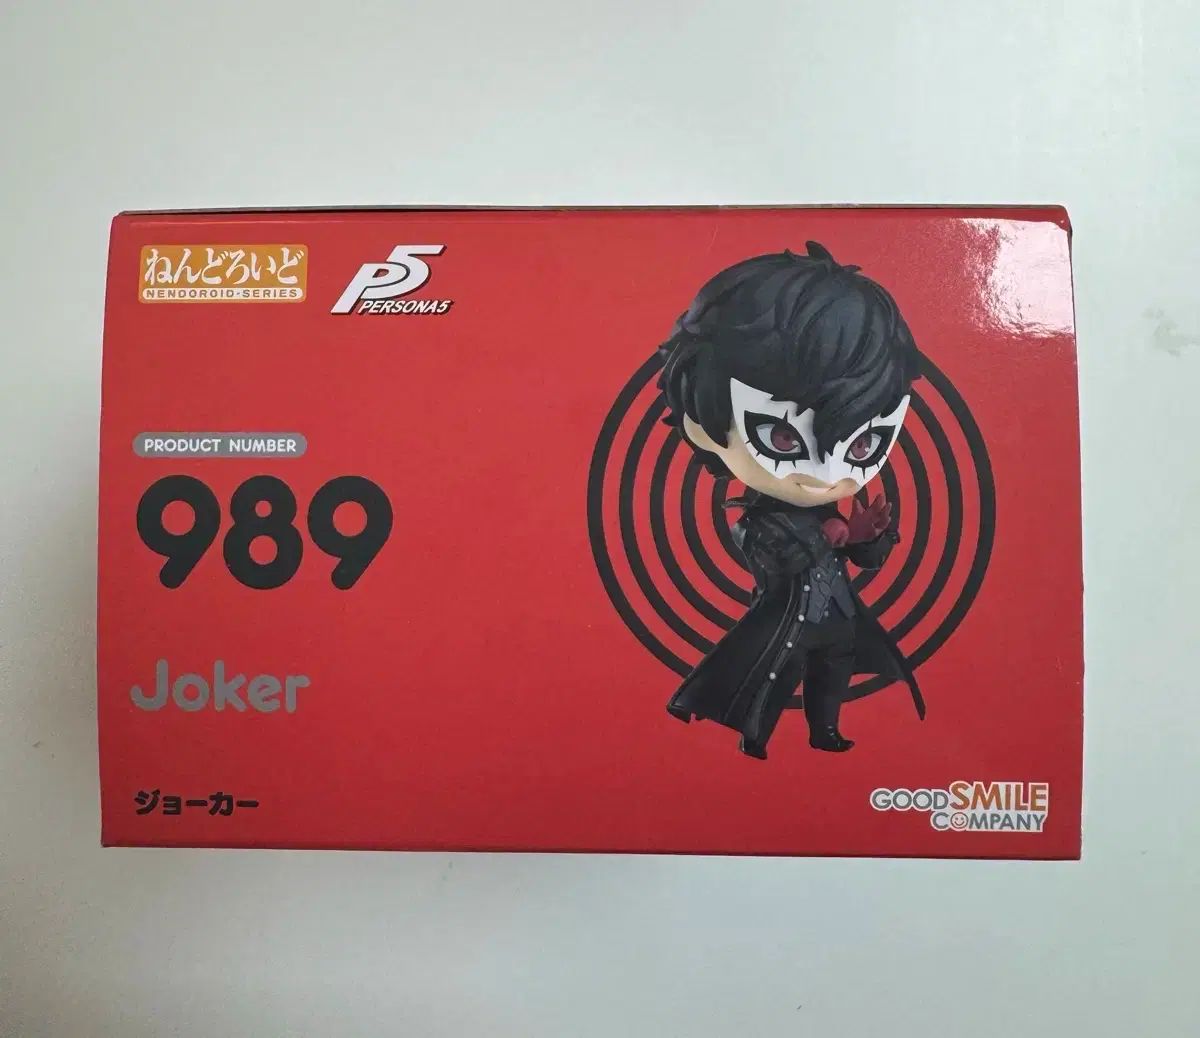 ねんどろいど
NENDOROID-SERIES
P5
PERSONA5
PRODUCT NUMBER
989
Joker
ジョーカー
GOOD SMILE
COMPANY